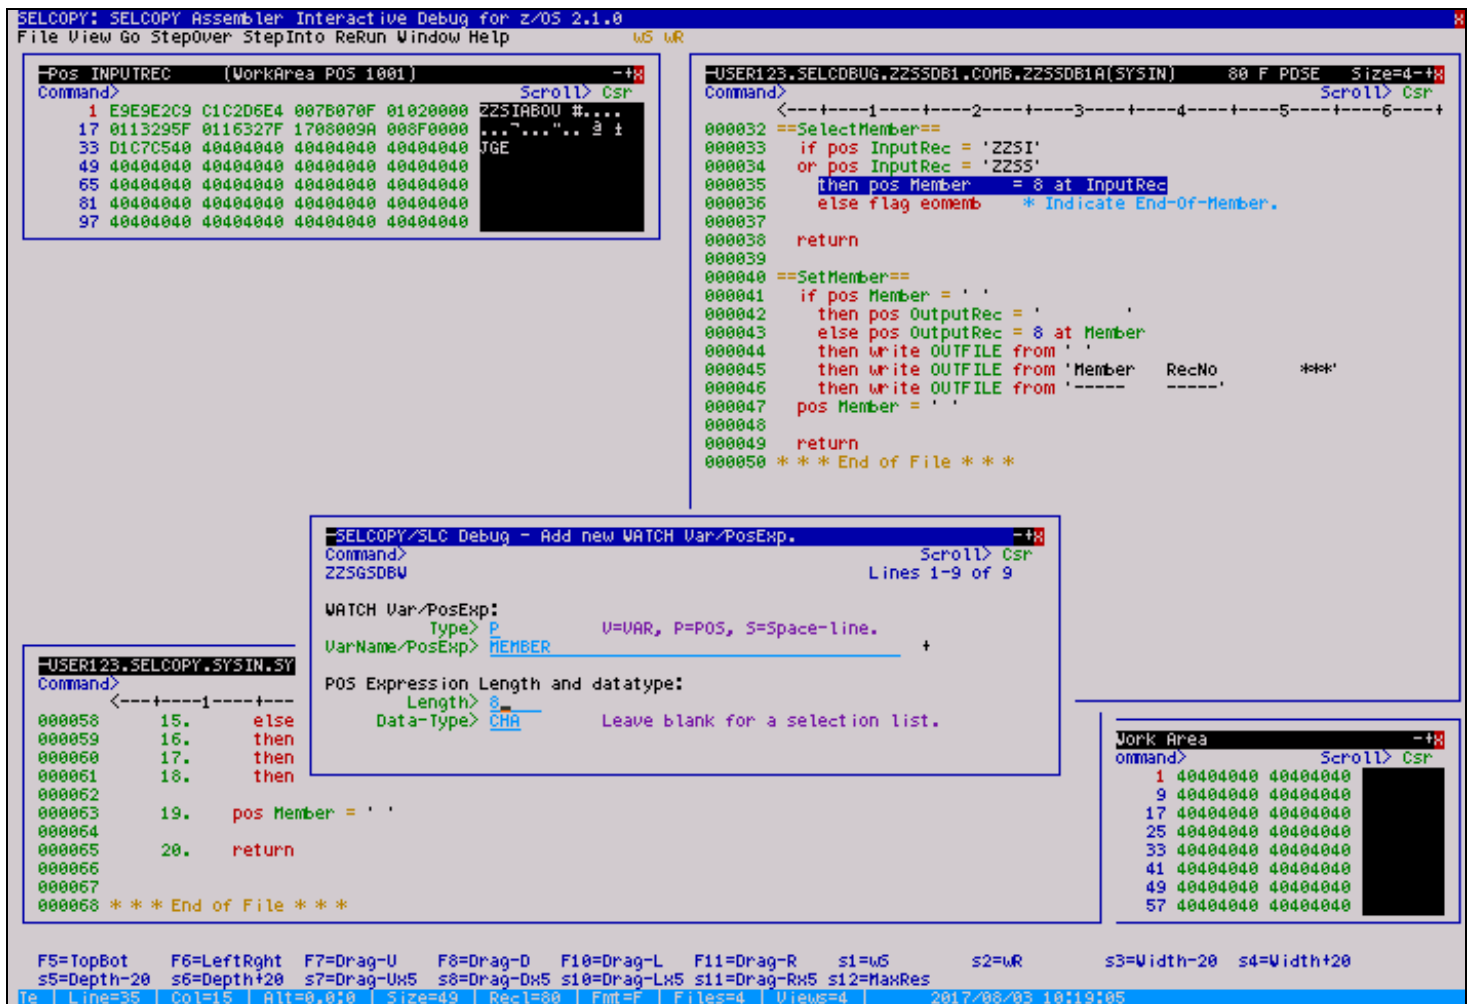 SELCOPY: SELCOPY Assembler Interactive Debug for z/OS 2.1.0 x
File View Go StepOver StepInto ReRun Window Help wS wR
-Pos INPUTREC (WorkArea POS 1001) -+x
Command> Scroll> Csr
1 E9E9E2C9 C1C2D6E4 007B070F 01020000 ZZSIABOU #....
17 0113295F 0116327F 1708009A 008F0000
33 D1C7C540 40404040 40404040 40404040 JGE
49 40404040 40404040 40404040 40404040
65 40404040 40404040 40404040 40404040
81 40404040 40404040 40404040 40404040
97 40404040 40404040 40404040 40404040
-USER123.SELCDBUG.ZZSSDB1.COMB.ZZSSDB1A(SYSIN) 80 F PDSE Size=4-+x
Command> Scroll> Csr
<---+----1----+----2----+----3----+----4----+----5----+----6----+
000032 ==SelectMember==
000033 if pos InputRec = 'ZZSI'
000034 or pos InputRec = 'ZZSS'
000035 then pos Member = 8 at InputRec
000036 else flag eomemb * Indicate End-Of-Member.
000037
000038 return
000039
000040 ==SetMember==
000041 if pos Member = ' '
000042 then pos OutputRec = ' '
000043 else pos OutputRec = 8 at Member
000044 then write OUTFILE from ' '
000045 then write OUTFILE from 'Member RecNo ***'
000046 then write OUTFILE from '----- -----'
000047 pos Member = ' '
000048
000049 return
000050 * * * End of File * * *
-SELCOPY/SLC Debug - Add new WATCH Var/PosExp. -+x
Command> Scroll> Csr
ZZSGSDBW Lines 1-9 of 9
WATCH Var/PosExp:
Type> P V=VAR, P=POS, S=Space-line.
VarName/PosExp> MEMBER +
POS Expression Length and datatype:
Length> 8
Data-Type> CHA Leave blank for a selection list.
-USER123.SELCOPY.SYSIN.SY
Command>
<---+----1----+---
000058 15. else
000059 16. then
000060 17. then
000061 18. then
000062
000063 19. pos Member = ' '
000064
000065 20. return
000066
000067
000068 * * * End of File * * *
Work Area -+x
ommand> Scroll> Csr
1 40404040 40404040
9 40404040 40404040
17 40404040 40404040
25 40404040 40404040
33 40404040 40404040
41 40404040 40404040
49 40404040 40404040
57 40404040 40404040
F5=TopBot F6=LeftRght F7=Drag-U F8=Drag-D F10=Drag-L F11=Drag-R s1=wS s2=wR s3=Width-20 s4=Width+20
s5=Depth-20 s6=Depth+20 s7=Drag-Ux5 s8=Drag-Dx5 s10=Drag-Lx5 s11=Drag-Rx5 s12=MaxRes
Te | Line=35 | Col=15 | Alt=0,0;0 | Size=49 | Recl=80 | Fmt=F | Files=4 | Views=4 | 2017/08/03 10:19:05